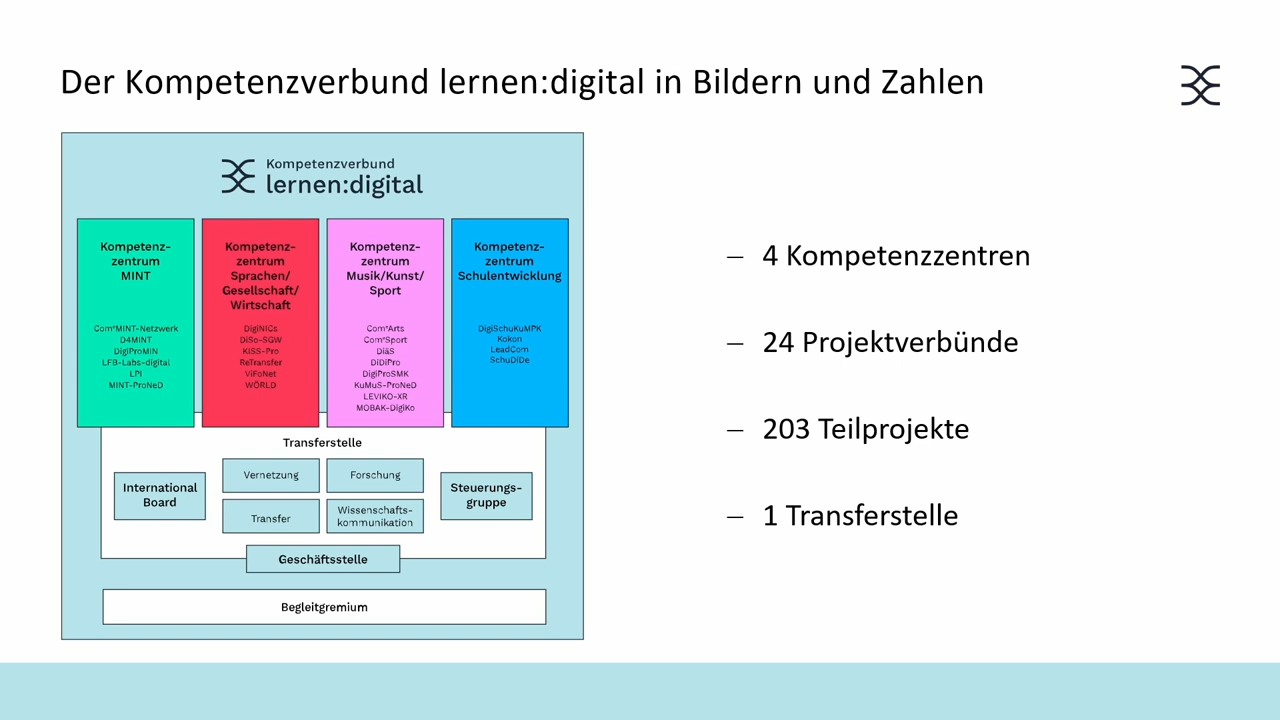 Der Kompetenzverbund lernen:digital in Bildern und Zahlen
Kompetenzverbund
lernen:digital
Kompetenz-
zentrum
MINT
Com^eMINT-Netzwerk
D4MINT
DigiProMIN
LFB-Labs-digital
LPI
MINT-ProNeD
Kompetenz-
zentrum
Sprachen/
Gesellschaft/
Wirtschaft
DigiNICs
DiSo-SGW
KISS-Pro
ReTransfer
ViFoNet
WÖRLD
Kompetenz-
zentrum
Musik/Kunst/
Sport
Com^eArts
Com^eSport
DiäS
DiDiPro
DigiProSMK
KuMuS-ProNeD
LEVIKO-XR
MOBAK-DigiKo
Kompetenz-
zentrum
Schulentwicklung
DigiSchuKuMPK
Kokon
LeadCom
SchuDiDe
Transferstelle
International
Board
Vernetzung
Forschung
Transfer
Wissenschafts-
kommunikation
Steuerungs-
gruppe
Geschäftsstelle
Begleitgremium
– 4 Kompetenzzentren
– 24 Projektverbünde
– 203 Teilprojekte
– 1 Transferstelle